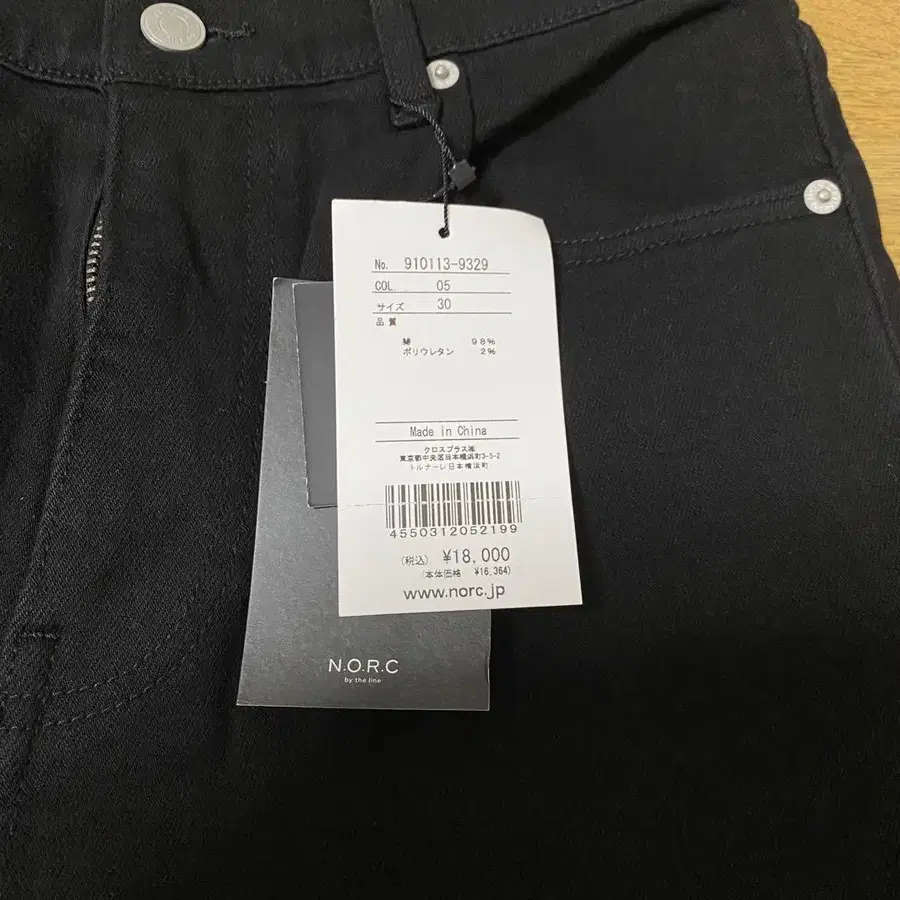 No. 910113-9329
COL. 05
サイズ 30
品質
綿 98%
ポリウレタン 2%
Made in China
クロスプラス㈱
東京都中央区日本橋浜町3-5-2
トルナーレ日本橋浜町
4550312052199
(税込) ¥18,000
(本体価格 ¥16,364)
www.norc.jp
N.O.R.C
by the line